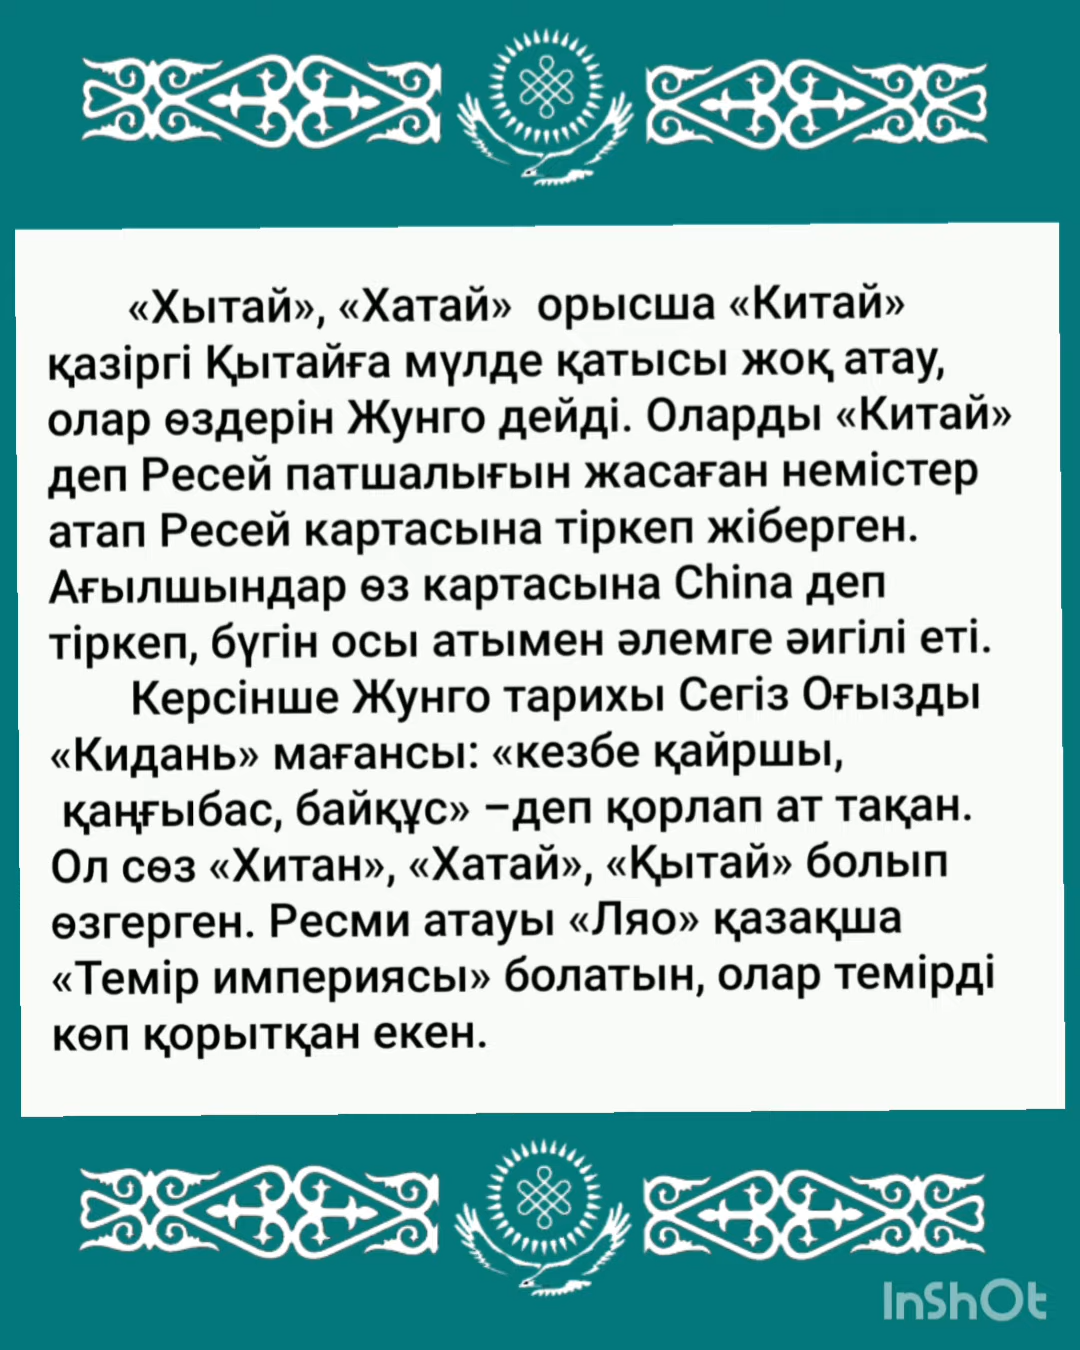 «Хытай», «Хатай» орысша «Китай»
қазіргі Қытайға мүлде қатысы жоқ атау,
олар өздерін Жунго дейді. Оларды «Китай»
деп Ресей патшалығын жасаған немістер
атап Ресей картасына тіркеп жіберген.
Ағылшындар өз картасына China деп
тіркеп, бүгін осы атымен әлемге әигілі еті.
Керсінше Жунго тарихы Сегіз Оғызды
«Кидань» мағансы: «кезбе қайршы,
қаңғыбас, байқұс» –деп қорлап ат тақан.
Ол сөз «Хитан», «Хатай», «Қытай» болып
өзгерген. Ресми атауы «Ляо» қазақша
«Темір империясы» болатын, олар темірді
көп қорытқан екен.
InShOt